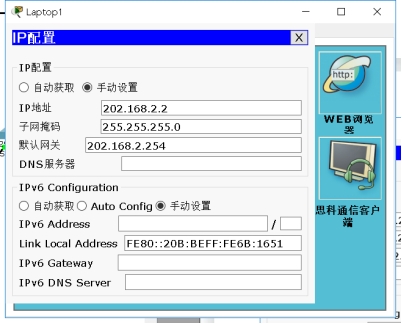 Laptop1
IP配置 X
IP配置
自动获取 手动设置
IP地址 202.168.2.2
子网掩码 255.255.255.0
默认网关 202.168.2.254
DNS服务器
IPv6 Configuration
自动获取 Auto Config 手动设置
IPv6 Address /
Link Local Address FE80::20B:BEFF:FE6B:1651
IPv6 Gateway
IPv6 DNS Server
http:
WEB浏览器
思科通信客户端